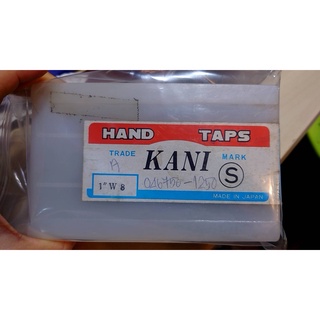 HAND TAPS
TRADE KANI MARK
1" W 8
S
MADE IN JAPAN